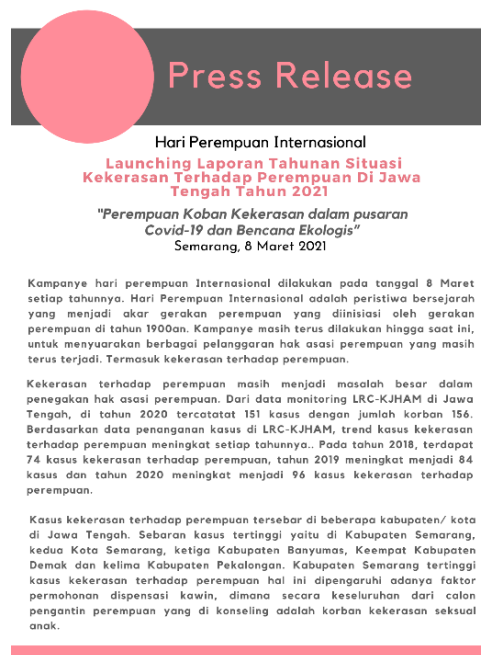 Press Release
Hari Perempuan Internasional
Launching Laporan Tahunan Situasi
Kekerasan Terhadap Perempuan Di Jawa
Tengah Tahun 2021
"Perempuan Koban Kekerasan dalam pusaran
Covid-19 dan Bencana Ekologis”
Semarang, 8 Maret 2021
Kampanye hari perempuan Internasional dilakukan pada tanggal 8 Maret
setiap tahunnya. Hari Perempuan Internasional adalah peristiwa bersejarah
yang menjadi akar gerakan perempuan yang diinisiasi oleh gerakan
perempuan di tahun 1900an. Kampanye masih terus dilakukan hingga saat ini,
untuk menyuarakan berbagai pelanggaran hak asasi perempuan yang masih
terus terjadi. Termasuk kekerasan terhadap perempuan.
Kekerasan terhadap perempuan masih menjadi masalah besar dalam
penegakan hak asasi perempuan. Dari data monitoring LRC-KJHAM di Jawa
Tengah, di tahun 2020 tercatatat 151 kasus dengan jumlah korban 156.
Berdasarkan data penanganan kasus di LRC-KJHAM, trend kasus kekerasan
terhadap perempuan meningkat setiap tahunnya.. Pada tahun 2018, terdapat
74 kasus kekerasan terhadap perempuan, tahun 2019 meningkat menjadi 84
kasus dan tahun 2020 meningkat menjadi 96 kasus kekerasan terhadap
perempuan.
Kasus kekerasan terhadap perempuan tersebar di beberapa kabupaten/ kota
di Jawa Tengah. Sebaran kasus tertinggi yaitu di Kabupaten Semarang,
kedua Kota Semarang, ketiga Kabupaten Banyumas, Keempat Kabupaten
Demak dan kelima Kabupaten Pekalongan. Kabupaten Semarang tertinggi
kasus kekerasan terhadap perempuan hal ini dipengaruhi adanya faktor
permohonan dispensasi kawin, dimana secara keseluruhan dari calon
pengantin perempuan yang di konseling adalah korban kekerasan seksual
anak.